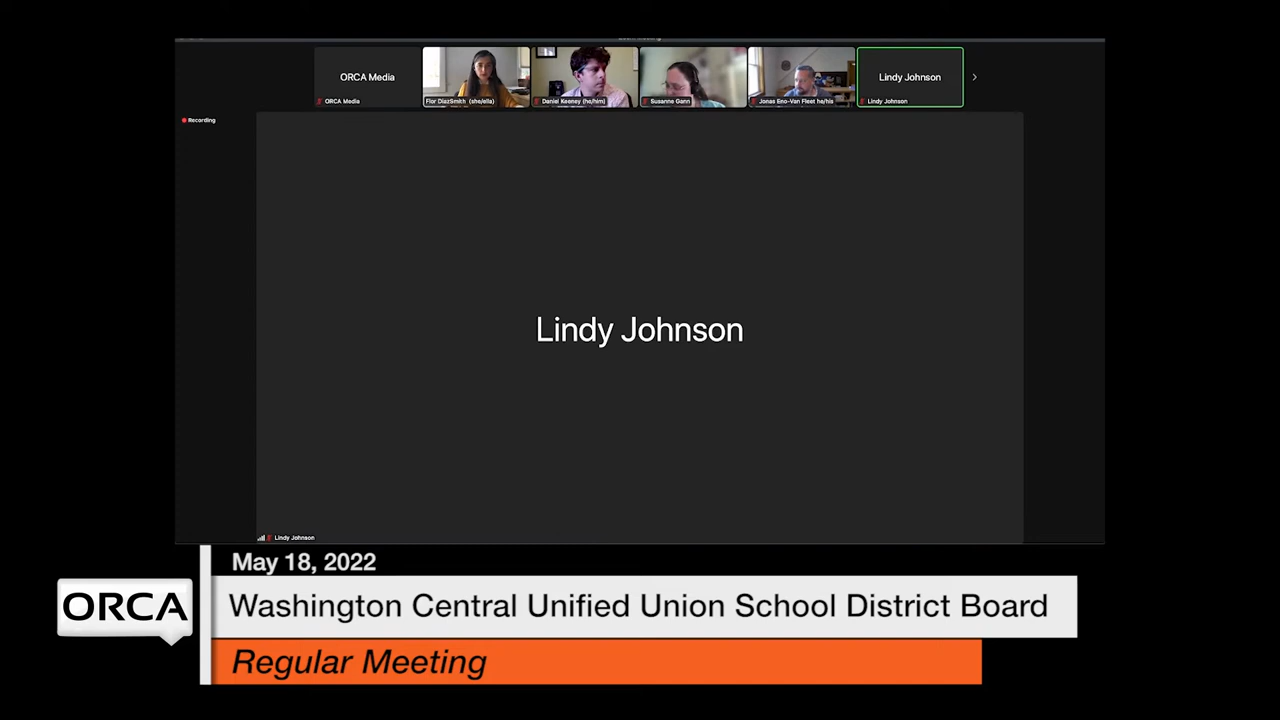 ORCA Media
Lindy Johnson
ORCA Media
Flor DiazSmith (she/ella)
Daniel Keeney (he/him)
Susanne Gann
Jonas Eno-Van Fleet he/his
Lindy Johnson
Recording
Lindy Johnson
Lindy Johnson
May 18, 2022
ORCA
Washington Central Unified Union School District Board
Regular Meeting